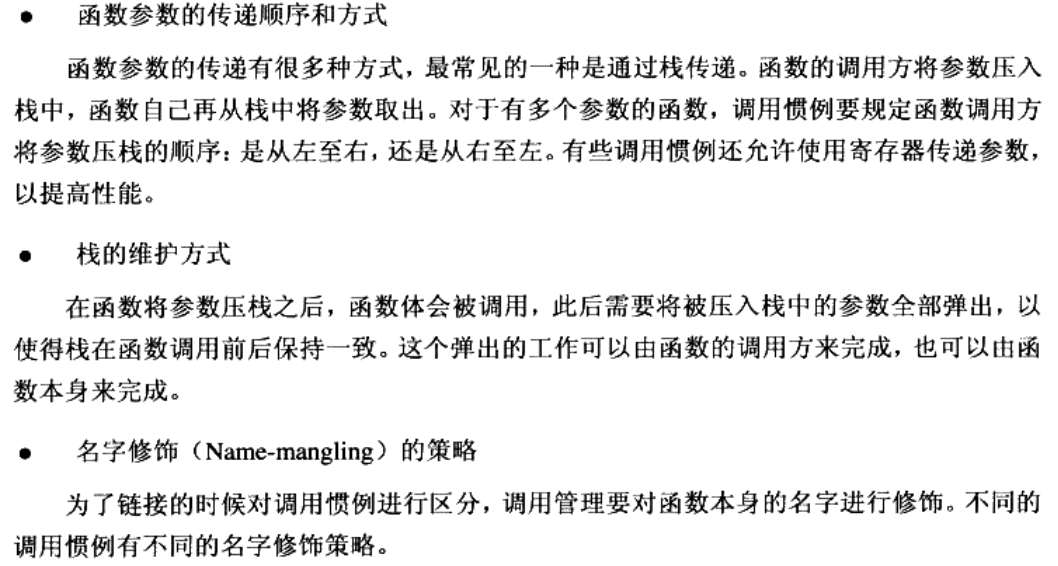 ● 函数参数的传递顺序和方式
函数参数的传递有很多种方式，最常见的一种是通过栈传递。函数的调用方将参数压入
栈中，函数自己再从栈中将参数取出。对于有多个参数的函数，调用惯例要规定函数调用方
将参数压栈的顺序：是从左至右，还是从右至左。有些调用惯例还允许使用寄存器传递参数，
以提高性能。
● 栈的维护方式
在函数将参数压栈之后，函数体会被调用，此后需要将被压入栈中的参数全部弹出，以
使得栈在函数调用前后保持一致。这个弹出的工作可以由函数的调用方来完成，也可以由函
数本身来完成。
● 名字修饰（Name-mangling）的策略
为了链接的时候对调用惯例进行区分，调用管理要对函数本身的名字进行修饰。不同的
调用惯例有不同的名字修饰策略。